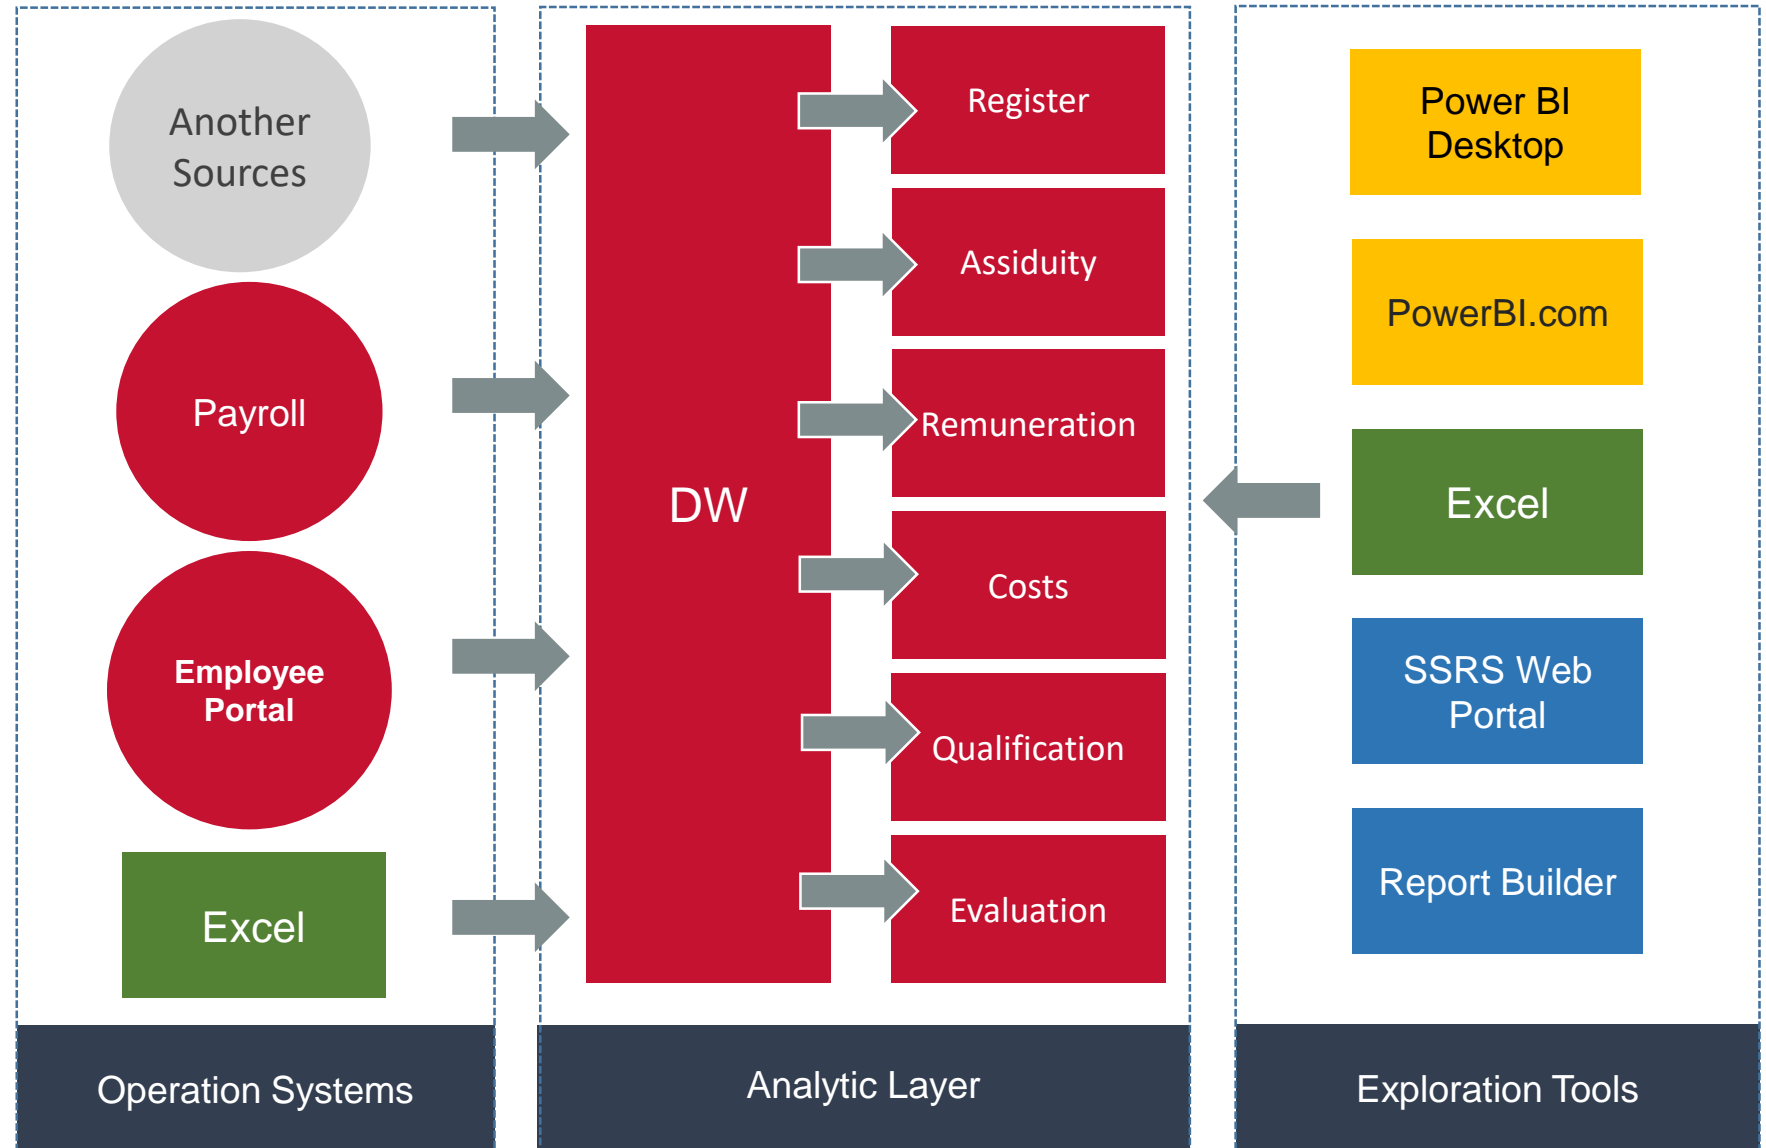 Another
Sources
Payroll
Employee
Portal
Excel
Operation Systems
DW
Register
Assiduity
Remuneration
Costs
Qualification
Evaluation
Analytic Layer
Power BI
Desktop
PowerBI.com
Excel
SSRS Web
Portal
Report Builder
Exploration Tools